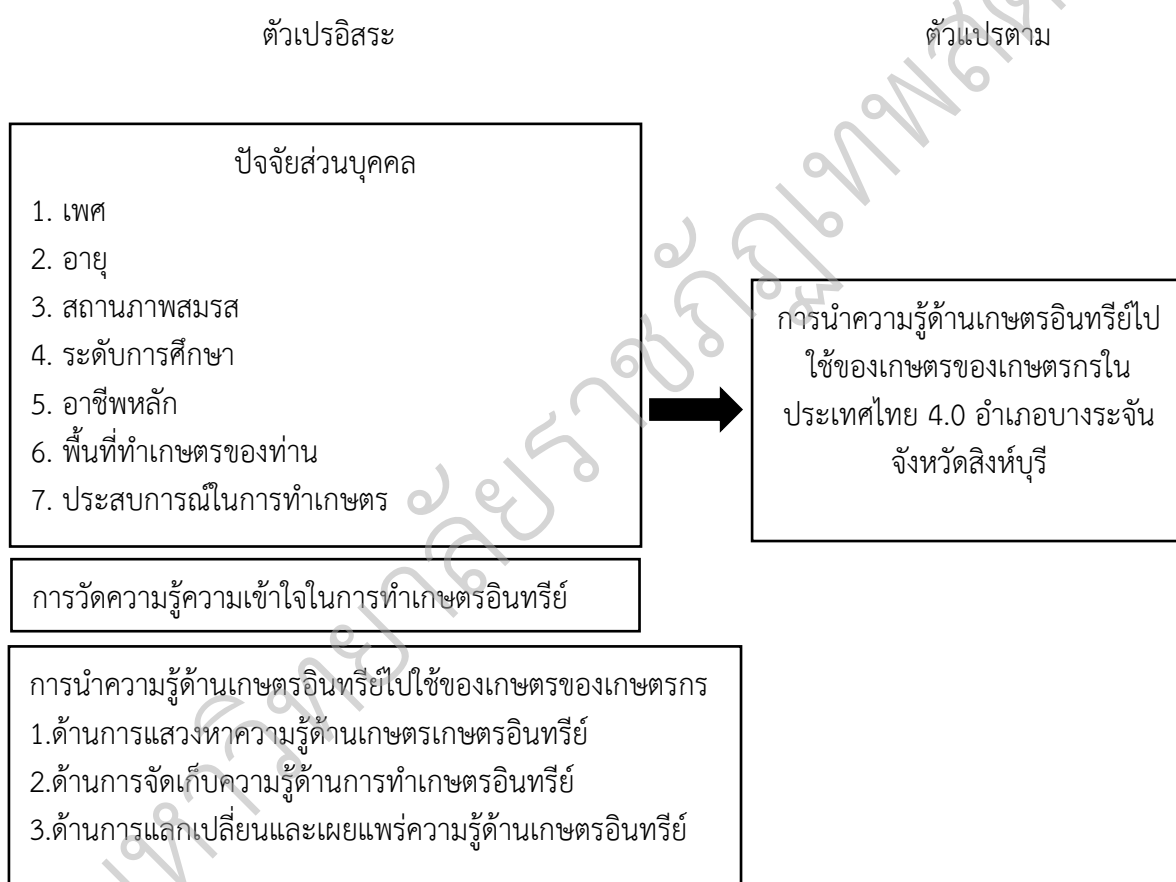 ตัวเปรอิสระ
ตัวแปรตาม
ปัจจัยส่วนบุคคล
1. เพศ
2. อายุ
3. สถานภาพสมรส
4. ระดับการศึกษา
5. อาชีพหลัก
6. พื้นที่ทำเกษตรของท่าน
7. ประสบการณ์ในการทำเกษตร
การวัดความรู้ความเข้าใจในการทำเกษตรอินทรีย์
การนำความรู้ด้านเกษตรอินทรีย์ไปใช้ของเกษตรของเกษตรกร
1.ด้านการแสวงหาความรู้ด้านเกษตรเกษตรอินทรีย์
2.ด้านการจัดเก็บความรู้ด้านการทำเกษตรอินทรีย์
3.ด้านการแลกเปลี่ยนและเผยแพร่ความรู้ด้านเกษตรอินทรีย์
การนำความรู้ด้านเกษตรอินทรีย์ไป
ใช้ของเกษตรของเกษตรกรใน
ประเทศไทย 4.0 อำเภอบางระจัน
จังหวัดสิงห์บุรี